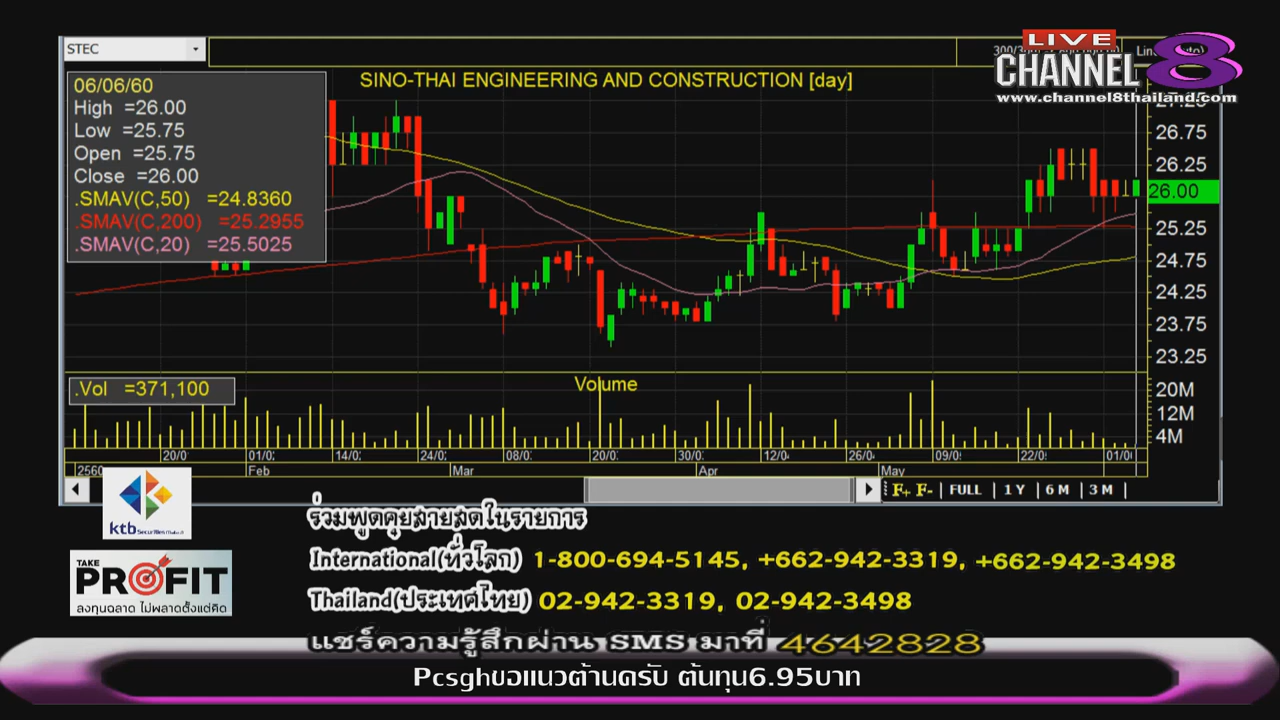 STEC
300/300
LIVE
CHANNEL 8
www.channel8thailand.com
SINO-THAI ENGINEERING AND CONSTRUCTION [day]
06/06/60
High =26.00
Low =25.75
Open =25.75
Close =26.00
.SMAV(C,50) =24.8360
.SMAV(C,200) =25.2955
.SMAV(C,20) =25.5025
27.25
26.75
26.25
26.00
25.25
24.75
24.25
23.75
23.25
.Vol =371,100
Volume
20M
12M
4M
20/0 01/0 14/0 24/0 08/0 20/0 30/0 12/0 26/0 09/0 22/0 01/0
2560 Feb Mar Apr May
F+ F- FULL 1 Y 6 M 3 M
ktb
ร่วมพูดคุยสายสดในรายการ
International(ทั่วโลก) 1-800-694-5145, +662-942-3319, +662-942-3498
TAKE PROFIT
ลงทุนฉลาด ไม่พลาดตั้งแต่คิด
Thailand(ประเทศไทย) 02-942-3319, 02-942-3498
แชร์ความรู้สึกผ่าน SMS มาที่ 4642828
Pcsghขอแนวต้านครับ ต้นทุน6.95บาท